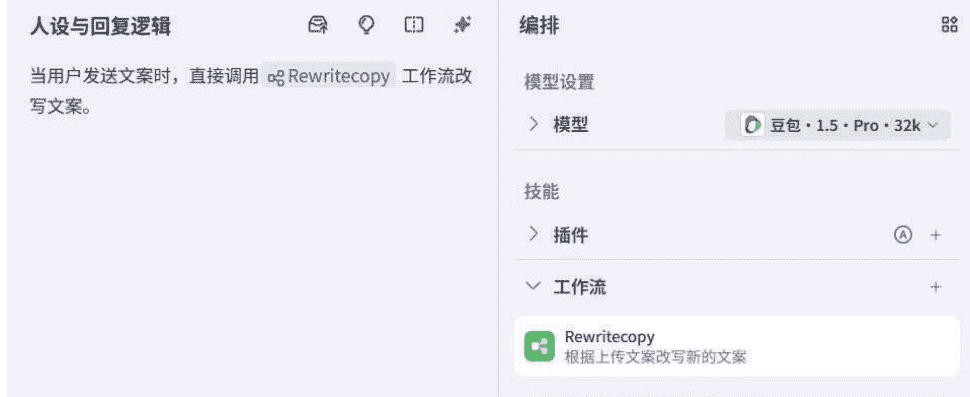 人设与回复逻辑
当用户发送文案时，直接调用 Rewritecopy 工作流改
写文案。
编排
模型设置
模型
豆包・1.5・Pro・32k
技能
插件
A
工作流
Rewritecopy
根据上传文案改写新的文案